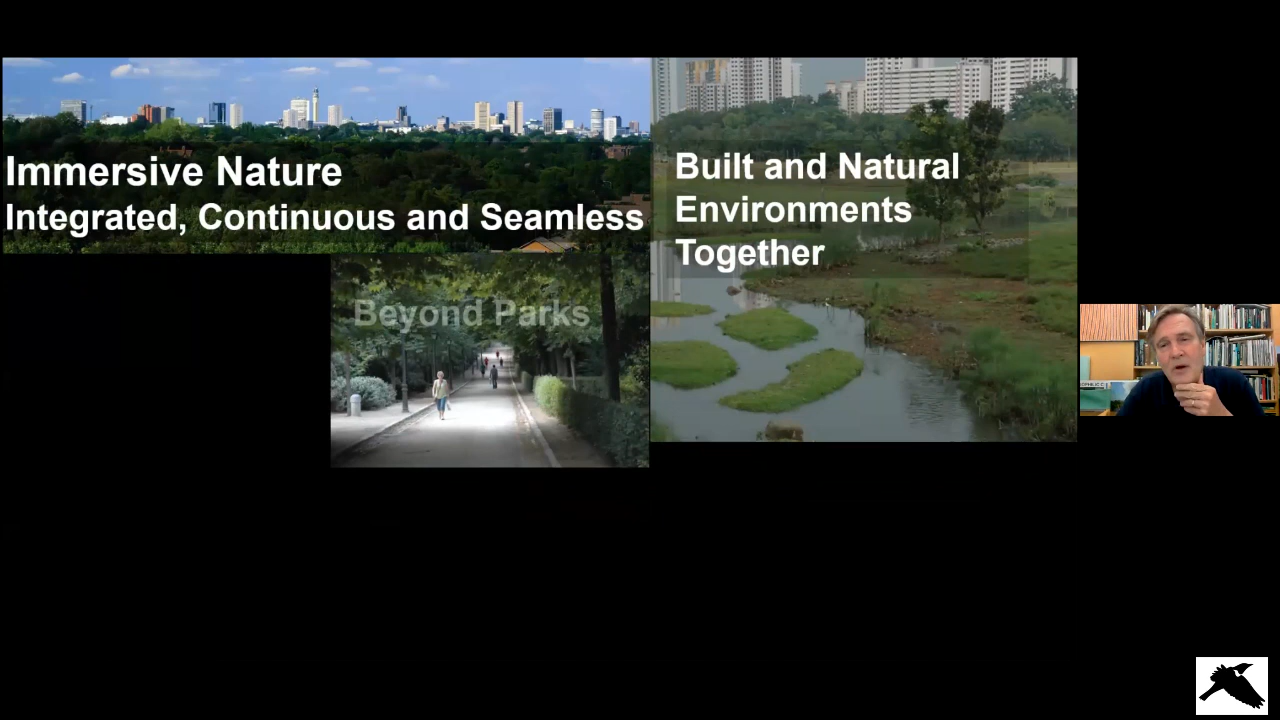 Immersive Nature
Integrated, Continuous and Seamless
Built and Natural
Environments
Together
Beyond Parks